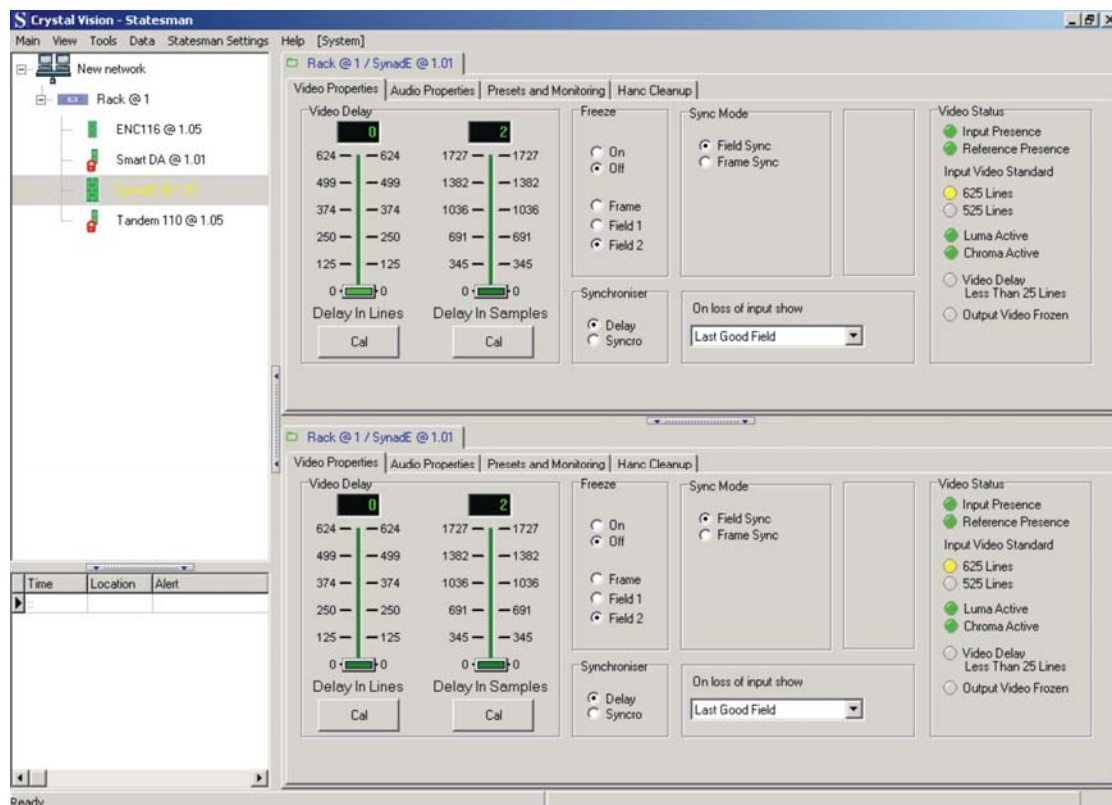 Crystal Vision - Statesman
Main View Tools Data Statesman Settings Help [System]
New network
Rack @ 1
ENC116 @ 1.05
Smart DA @ 1.01
Tandem 110 @ 1.05
Time Location Alert
Rack @ 1 / SynadE @ 1.01
Video Properties Audio Properties Presets and Monitoring Hanc Cleanup
Video Delay
0 2
624 624 1727 1727
499 499 1382 1382
374 374 1036 1036
250 250 691 691
125 125 345 345
0 0 0 0
Delay In Lines Delay In Samples
Cal Cal
Freeze
On
Off
Frame
Field 1
Field 2
Synchroniser
Delay
Syncro
Sync Mode
Field Sync
Frame Sync
On loss of input show
Last Good Field
Video Status
Input Presence
Reference Presence
Input Video Standard
625 Lines
525 Lines
Luma Active
Chroma Active
Video Delay
Less Than 25 Lines
Output Video Frozen
Rack @ 1 / SynadE @ 1.01
Video Properties Audio Properties Presets and Monitoring Hanc Cleanup
Video Delay
0 2
624 624 1727 1727
499 499 1382 1382
374 374 1036 1036
250 250 691 691
125 125 345 345
0 0 0 0
Delay In Lines Delay In Samples
Cal Cal
Freeze
On
Off
Frame
Field 1
Field 2
Synchroniser
Delay
Syncro
Sync Mode
Field Sync
Frame Sync
On loss of input show
Last Good Field
Video Status
Input Presence
Reference Presence
Input Video Standard
625 Lines
525 Lines
Luma Active
Chroma Active
Video Delay
Less Than 25 Lines
Output Video Frozen
Ready